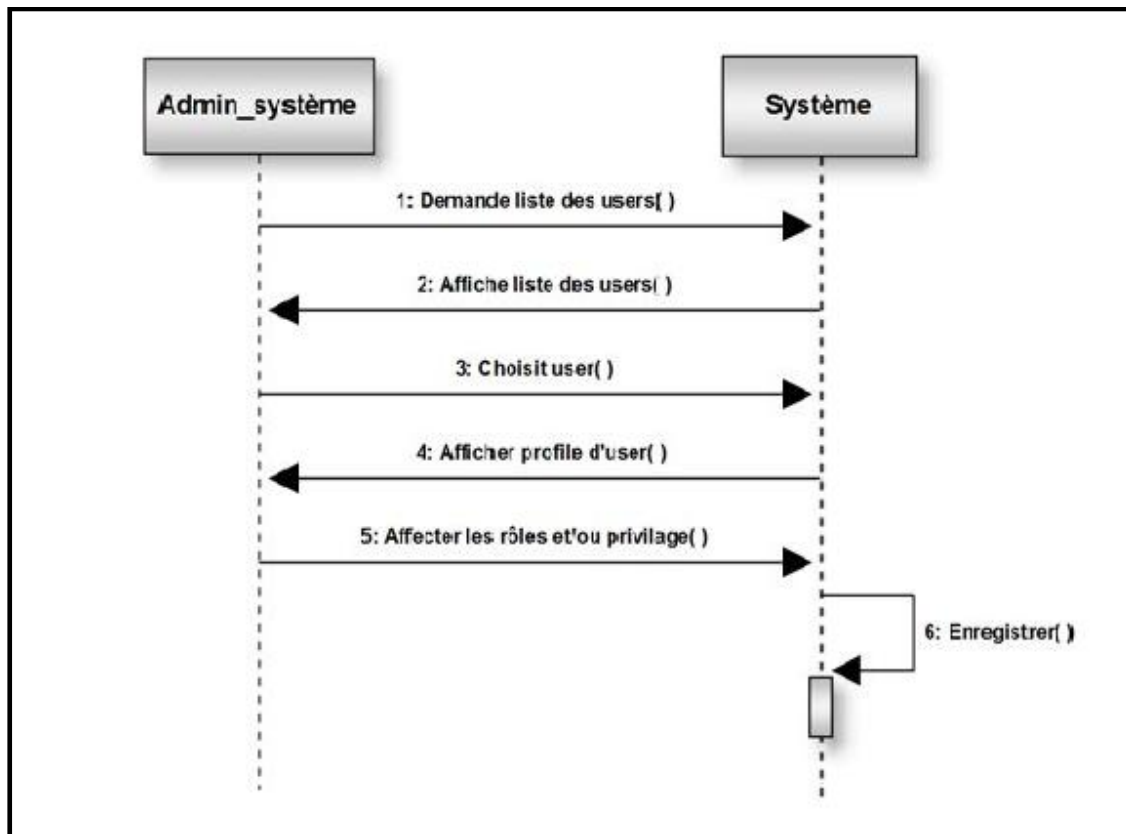 Admin_système
Système
1: Demande liste des users( )
2: Affiche liste des users( )
3: Choisit user( )
4: Afficher profile d'user( )
5: Affecter les rôles et'ou privilage( )
6: Enregistrer( )